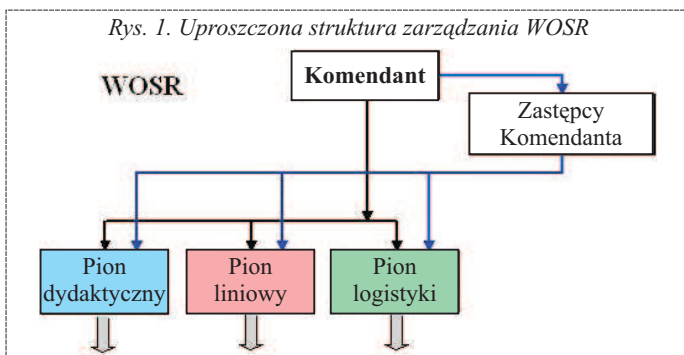 Rys. 1. Uproszczona struktura zarządzania WOSR
WOSR
Komendant
Zastępcy
Komendanta
Pion
dydaktyczny
Pion
liniowy
Pion
logistyki